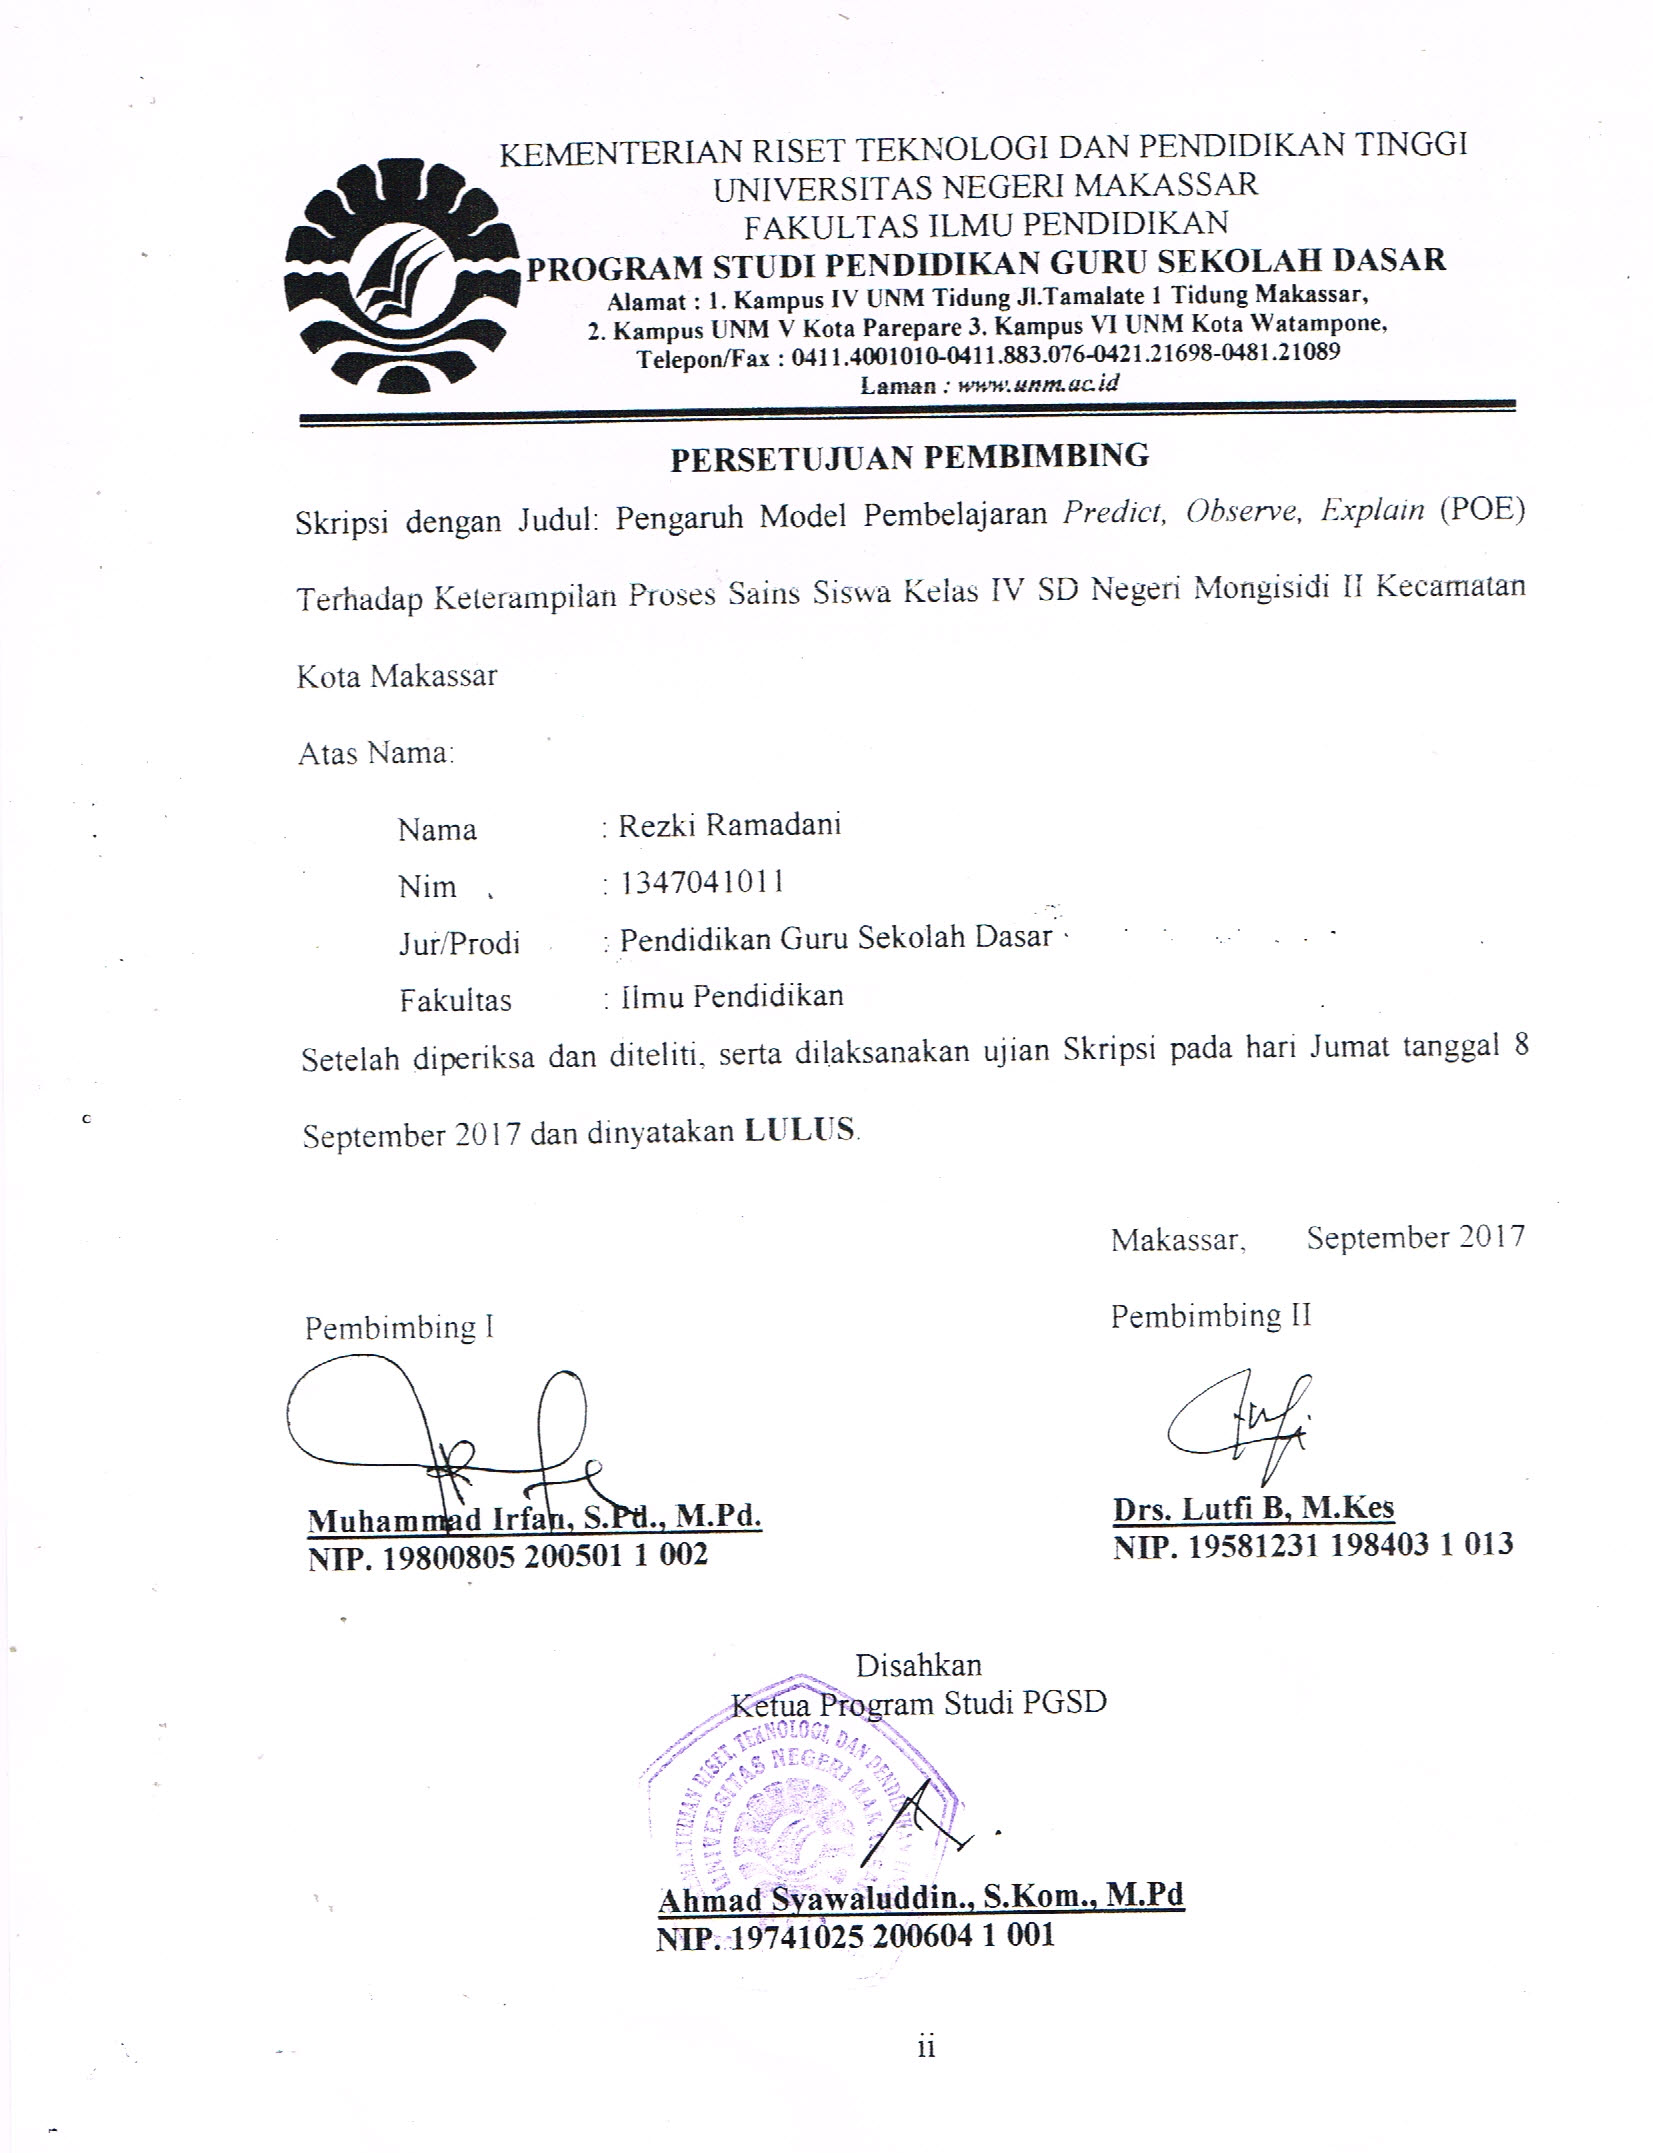 KEMENTERIAN RISET TEKNOLOGI DAN PENDIDIKAN TINGGI
UNIVERSITAS NEGERI MAKASSAR
FAKULTAS ILMU PENDIDIKAN
PROGRAM STUDI PENDIDIKAN GURU SEKOLAH DASAR
Alamat : 1. Kampus IV UNM Tidung Jl.Tamalate 1 Tidung Makassar,
2. Kampus UNM V Kota Parepare 3. Kampus VI UNM Kota Watampone,
Telepon/Fax : 0411.4001010-0411.883.076-0421.21698-0481.21089
Laman : www.unm.ac.id
PERSETUJUAN PEMBIMBING
Skripsi dengan Judul: Pengaruh Model Pembelajaran Predict, Observe, Explain (POE)
Terhadap Keterampilan Proses Sains Siswa Kelas IV SD Negeri Mongisidi II Kecamatan
Kota Makassar
Atas Nama:
Nama : Rezki Ramadani
Nim : 1347041011
Jur/Prodi : Pendidikan Guru Sekolah Dasar
Fakultas : Ilmu Pendidikan
Setelah diperiksa dan diteliti, serta dilaksanakan ujian Skripsi pada hari Jumat tanggal 8
September 2017 dan dinyatakan LULUS.
Makassar, September 2017
Pembimbing I
Pembimbing II
Muhammad Irfan, S.Pd., M.Pd.
NIP. 19800805 200501 1 002
Drs. Lutfi B, M.Kes
NIP. 19581231 198403 1 013
Disahkan
Ketua Program Studi PGSD
RISET, TEKNOLOGI, DAN
UNIVERSITAS NEGERI
Ahmad Syawaluddin., S.Kom., M.Pd
NIP. 19741025 200604 1 001
ii